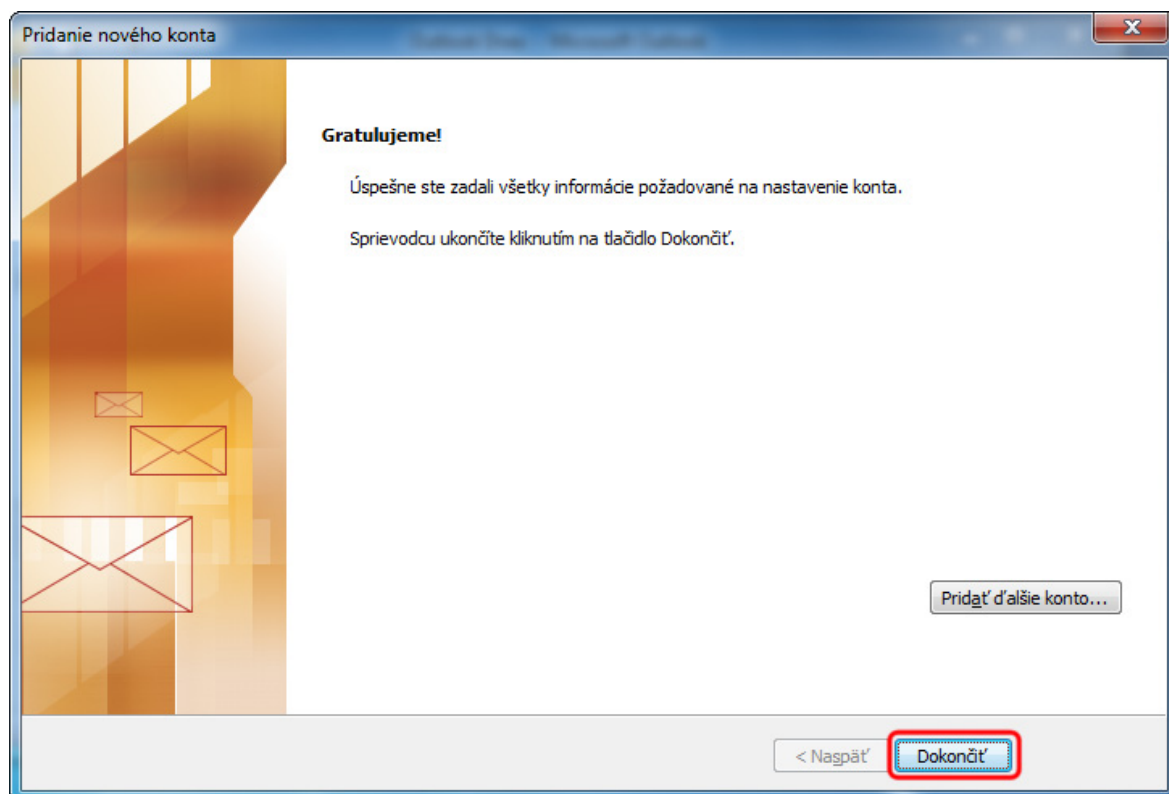 Pridanie nového konta
Gratulujeme!
Úspešne ste zadali všetky informácie požadované na nastavenie konta.
Sprievodcu ukončíte kliknutím na tlačidlo Dokončiť.
Pridať ďalšie konto...
< Naspäť
Dokončiť